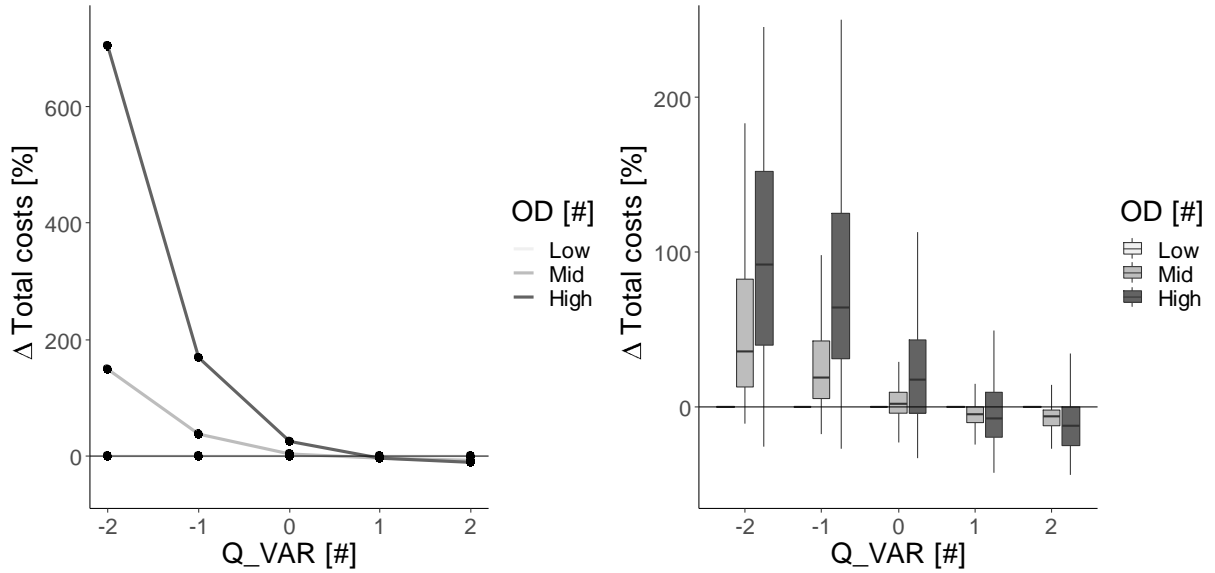 Δ Total costs [%]
600
400
200
0
-2 -1 0 1 2
Q_VAR [#]
OD [#]
Low
Mid
High
Δ Total costs [%]
200
100
0
-2 -1 0 1 2
Q_VAR [#]
OD [#]
Low
Mid
High